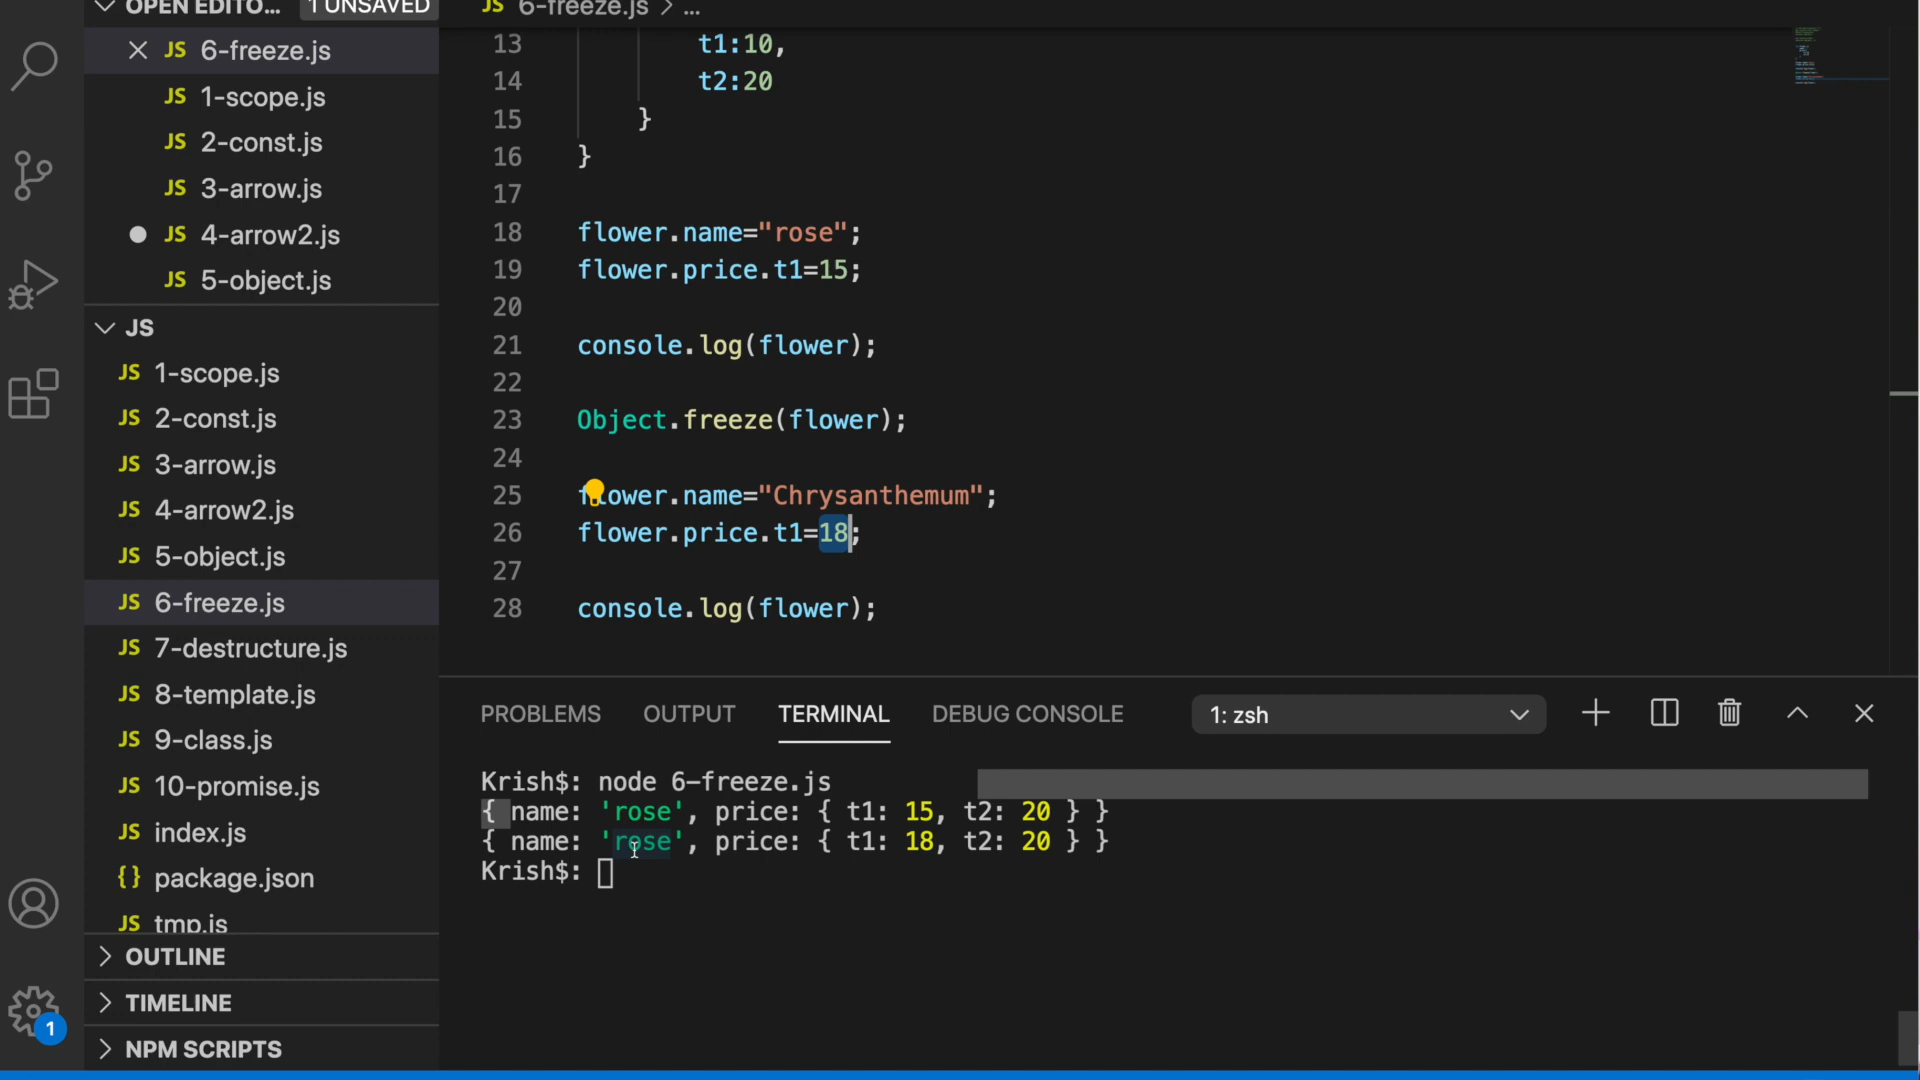 OPEN EDITO... 1 UNSAVED
JS 6-freeze.js
JS 1-scope.js
JS 2-const.js
JS 3-arrow.js
JS 4-arrow2.js
JS 5-object.js
JS
JS 1-scope.js
JS 2-const.js
JS 3-arrow.js
JS 4-arrow2.js
JS 5-object.js
JS 6-freeze.js
JS 7-destructure.js
JS 8-template.js
JS 9-class.js
JS 10-promise.js
JS index.js
{} package.json
JS tmp.js
OUTLINE
TIMELINE
NPM SCRIPTS
1
JS 6-freeze.js > ...
13 t1:10,
14 t2:20
15 }
16 }
17
18 flower.name="rose";
19 flower.price.t1=15;
20
21 console.log(flower);
22
23 Object.freeze(flower);
24
25 flower.name="Chrysanthemum";
26 flower.price.t1=18;
27
28 console.log(flower);
PROBLEMS OUTPUT TERMINAL DEBUG CONSOLE 1: zsh
Krish$: node 6-freeze.js
{ name: 'rose', price: { t1: 15, t2: 20 } }
{ name: 'rose', price: { t1: 18, t2: 20 } }
Krish$: